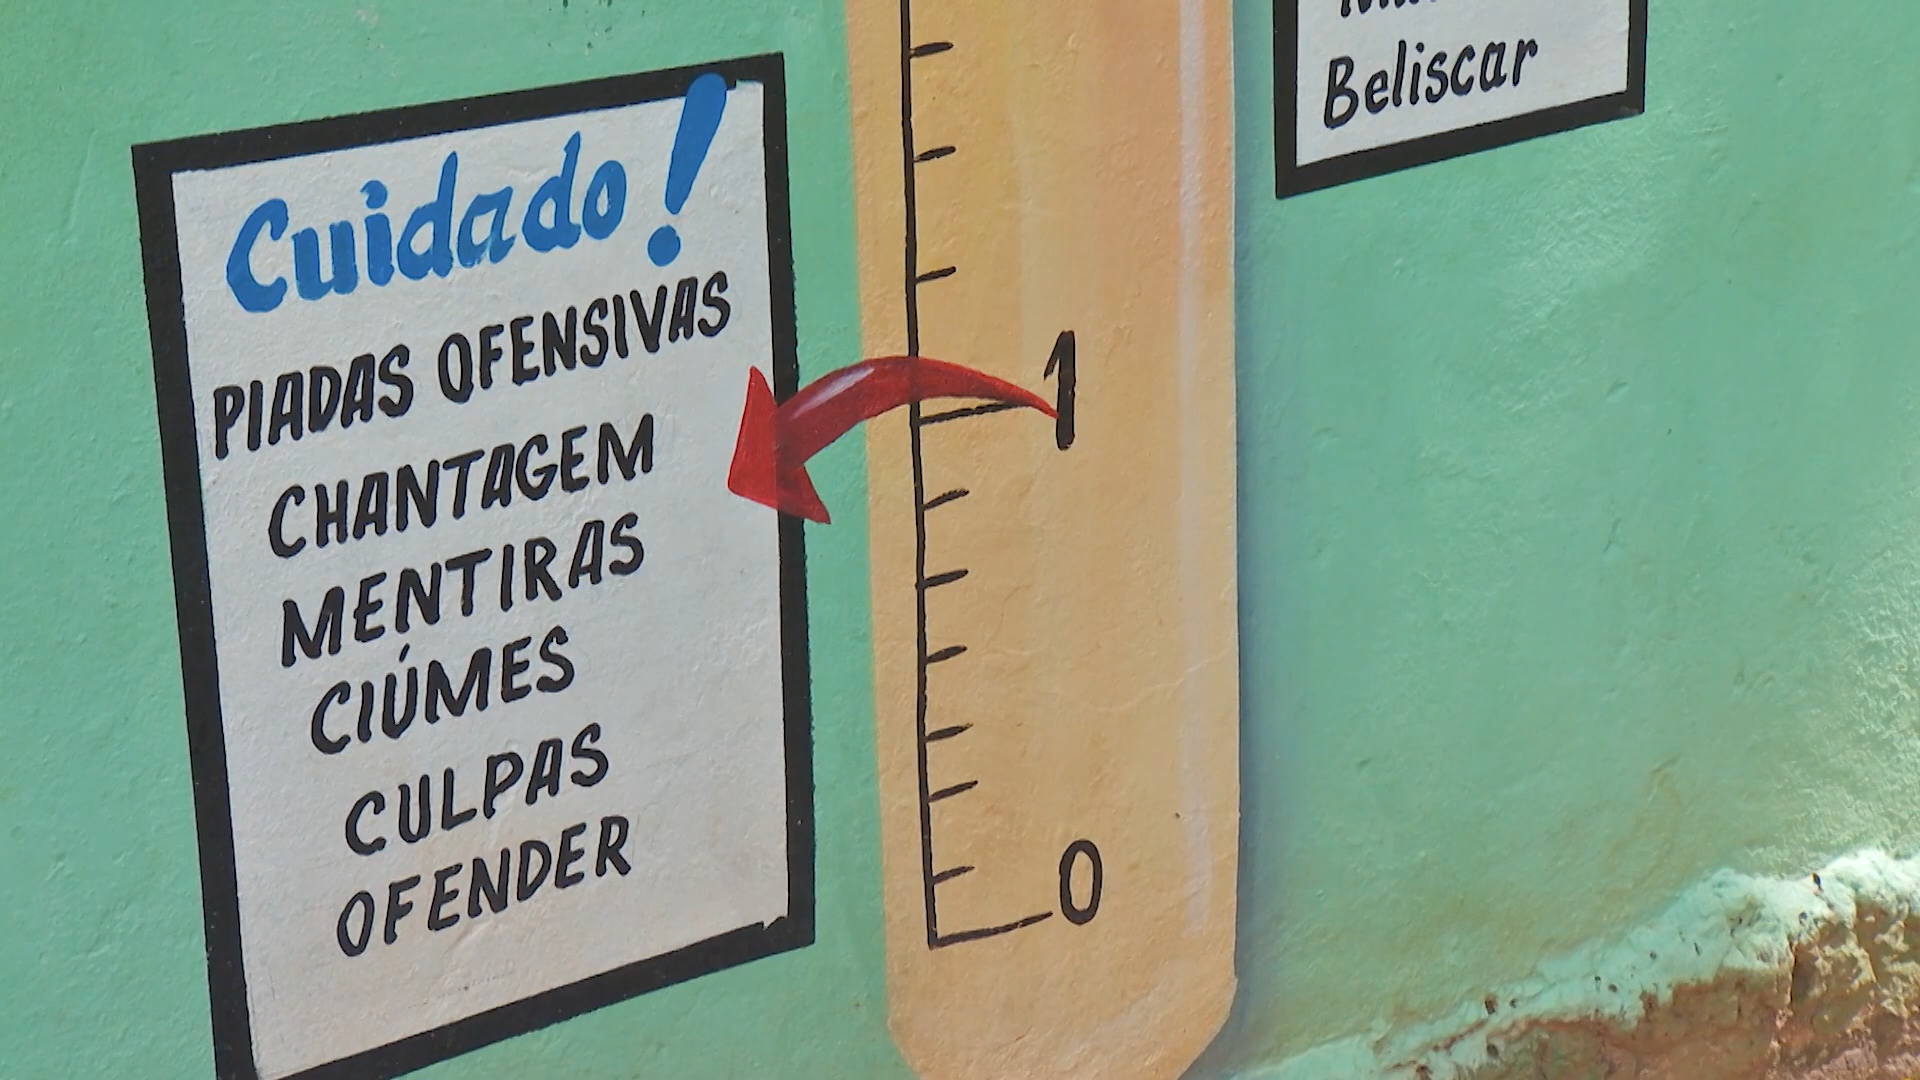 Cuidado!
PIADAS OFENSIVAS
CHANTAGEM
MENTIRAS
CIÚMES
CULPAS
OFENDER
1
0
Beliscar